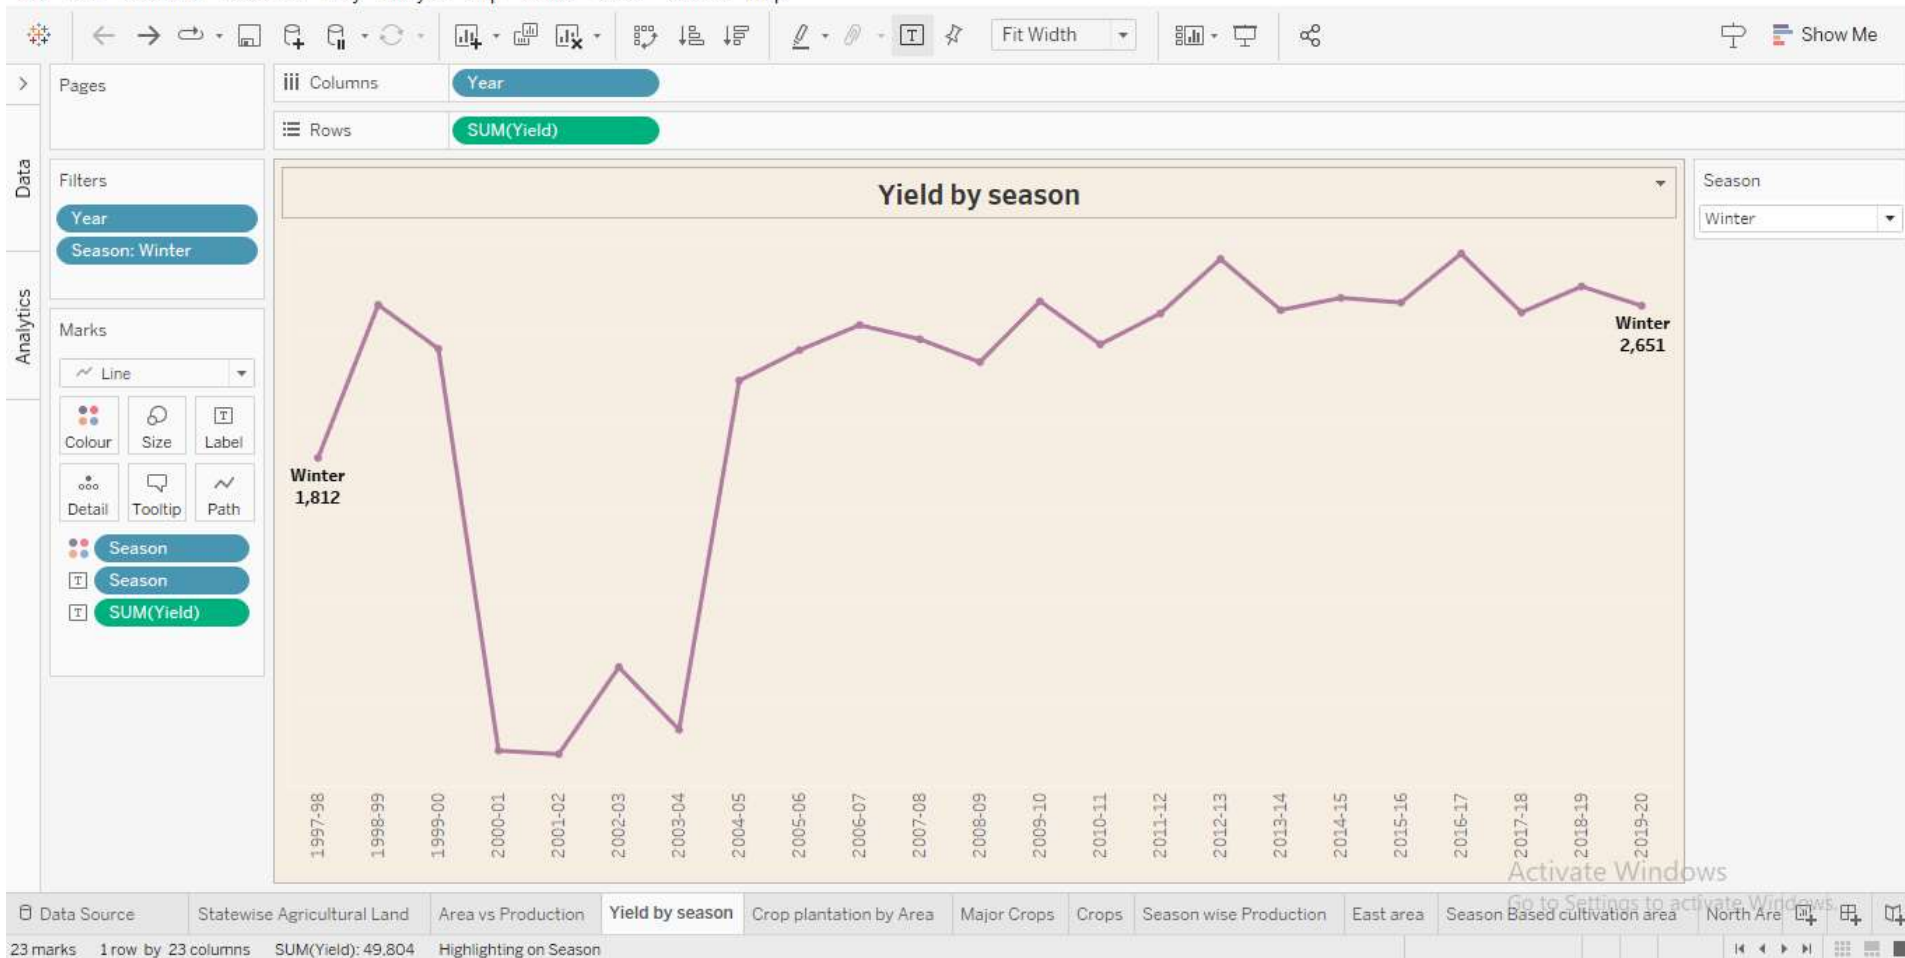 Fit Width
Show Me
Pages
Columns
Year
Rows
SUM(Yield)
Data
Analytics
Filters
Year
Season: Winter
Marks
Line
Colour Size Label
Detail Tooltip Path
Season
Season
SUM(Yield)
Yield by season
Winter
1,812
Winter
2,651
1997-98
1998-99
1999-00
2000-01
2001-02
2002-03
2003-04
2004-05
2005-06
2006-07
2007-08
2008-09
2009-10
2010-11
2011-12
2012-13
2013-14
2014-15
2015-16
2016-17
2017-18
2018-19
2019-20
Season
Winter
Activate Windows
Go to Settings to activate Windows.
Data Source Statewise Agricultural Land Area vs Production Yield by season Crop plantation by Area Major Crops Crops Season wise Production East area Season Based cultivation area North Are
23 marks 1 row by 23 columns SUM(Yield): 49,804 Highlighting on Season